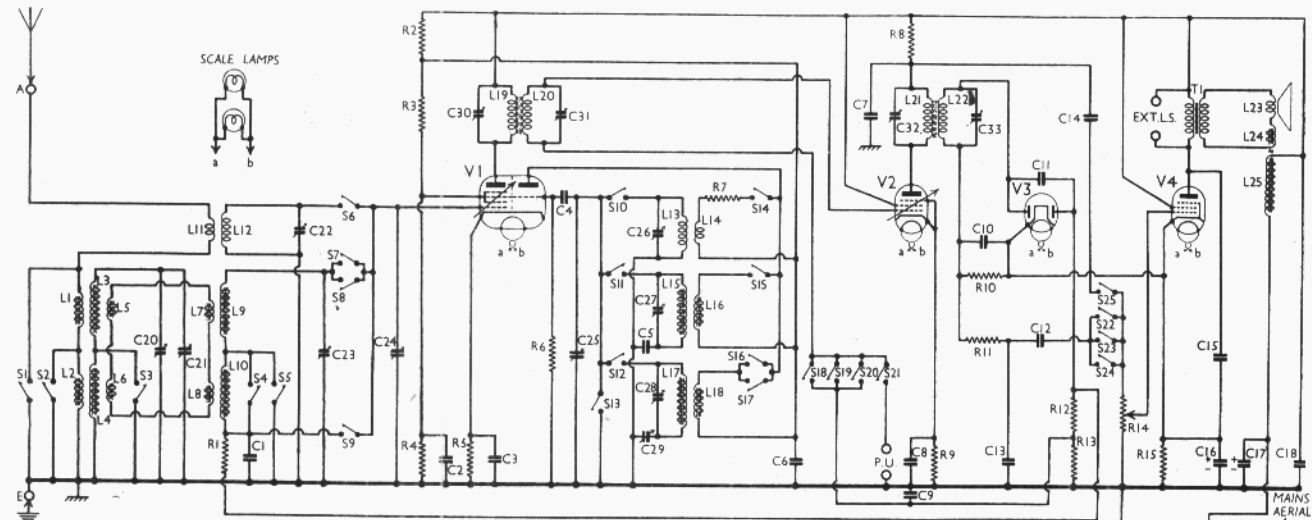 SCALE LAMPS
a b
A
E
L11
L12
S6
C22
S7
S8
L1
L3
L5
L7
L9
C20
C21
C23
C24
S1
S2
L2
L4
L6
S3
L8
L10
S4
S5
R1
C1
S9
R2
R3
R4
C2
R5
C3
C30
L19
L20
C31
V1
a b
C4
R6
C25
S10
C26
L13
L14
R7
S14
S11
C27
L15
L16
S15
C5
S12
C28
L17
L18
S16
S17
S13
C29
C6
R8
C7
L21
L22
C32
C33
C14
V2
a b
V3
C11
a b
C10
R10
R11
C12
S25
S22
S23
S24
S18
S19
S20
S21
P.U.
C8
R9
C9
C13
R12
R13
R14
V4
a b
T1
EXT.L.S.
L23
L24
L25
C15
R15
C16
+
-
C17
+
-
C18
MAINS
AERIAL